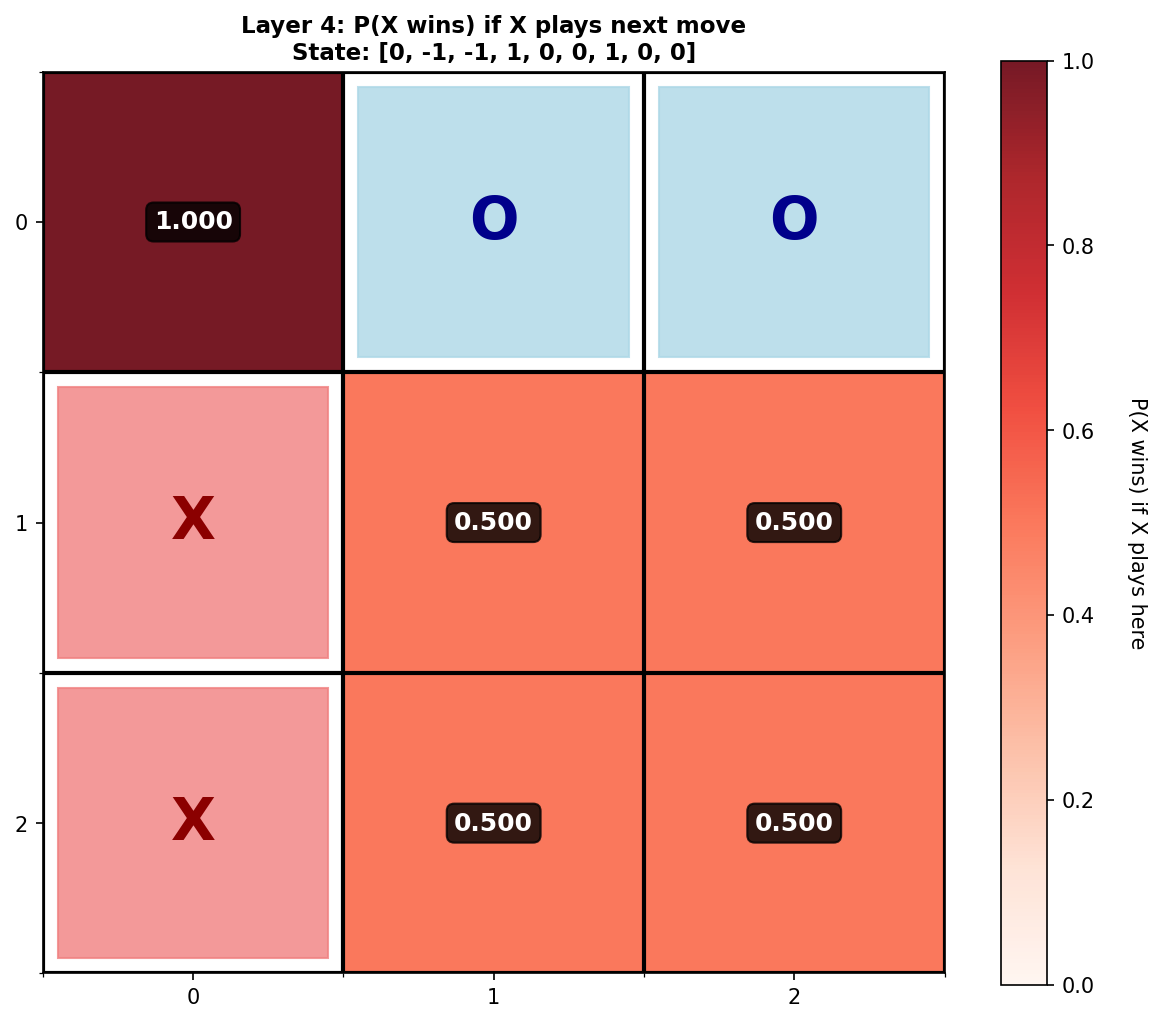 Layer 4: P(X wins) if X plays next move
State: [0, -1, -1, 1, 0, 0, 1, 0, 0]
1.0
0.8
0.6
0.4
0.2
0.0
P(X wins) if X plays here
0
1.000
O
O
1
X
0.500
0.500
2
X
0.500
0.500
0
1
2